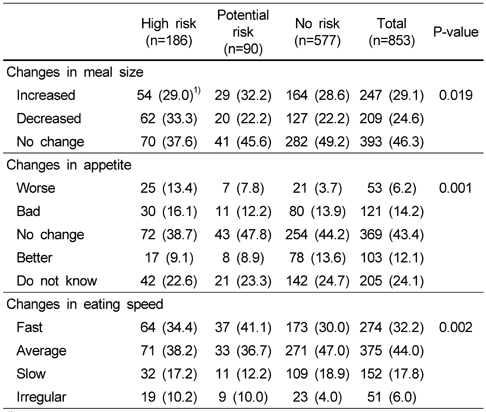 High risk (n=186) Potential risk (n=90) No risk (n=577) Total (n=853) P-value
Changes in meal size
Increased 54 (29.0)1) 29 (32.2) 164 (28.6) 247 (29.1) 0.019
Decreased 62 (33.3) 20 (22.2) 127 (22.2) 209 (24.6)
No change 70 (37.6) 41 (45.6) 282 (49.2) 393 (46.3)
Changes in appetite
Worse 25 (13.4) 7 (7.8) 21 (3.7) 53 (6.2) 0.001
Bad 30 (16.1) 11 (12.2) 80 (13.9) 121 (14.2)
No change 72 (38.7) 43 (47.8) 254 (44.2) 369 (43.4)
Better 17 (9.1) 8 (8.9) 78 (13.6) 103 (12.1)
Do not know 42 (22.6) 21 (23.3) 142 (24.7) 205 (24.1)
Changes in eating speed
Fast 64 (34.4) 37 (41.1) 173 (30.0) 274 (32.2) 0.002
Average 71 (38.2) 33 (36.7) 271 (47.0) 375 (44.0)
Slow 32 (17.2) 11 (12.2) 109 (18.9) 152 (17.8)
Irregular 19 (10.2) 9 (10.0) 23 (4.0) 51 (6.0)